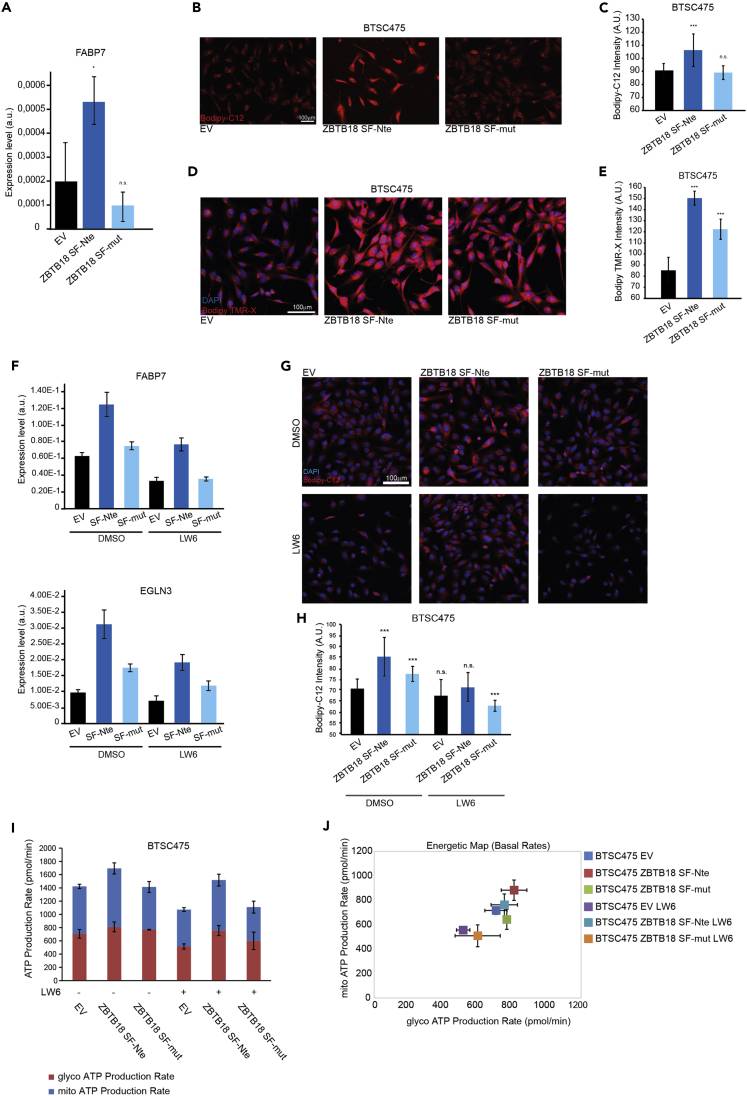 A
FABP7
Expression level (a.u.)
0,0006
0,0005
0,0004
0,0003
0,0002
0,0001
0
*
n.s.
EV
ZBTB18 SF-Nte
ZBTB18 SF-mut
B
BTSC475
Bodipy-C12
100µm
EV
ZBTB18 SF-Nte
ZBTB18 SF-mut
C
BTSC475
Bodipy-C12 Intensity (A.U.)
130
120
110
100
90
80
70
60
***
n.s.
EV
ZBTB18 SF-Nte
ZBTB18 SF-mut
D
BTSC475
DAPI
Bodipy TMR-X
100µm
EV
ZBTB18 SF-Nte
ZBTB18 SF-mut
E
BTSC475
Bodipy TMR-X Intensity (A.U.)
160
150
140
130
120
110
100
90
80
70
60
***
***
EV
ZBTB18 SF-Nte
ZBTB18 SF-mut
F
FABP7
Expression level (a.u.)
1.40E-1
1.20E-1
1.00E-1
0.80E-1
0.60E-1
0.40E-1
0.20E-1
0
EV
SF-Nte
SF-mut
EV
SF-Nte
SF-mut
DMSO
LW6
EGLN3
Expression level (a.u.)
4.00E-2
3.50E-2
3.00E-2
2.50E-2
2.00E-2
1.50E-2
1.00E-2
5.00E-3
0
EV
SF-Nte
SF-mut
EV
SF-Nte
SF-mut
DMSO
LW6
G
EV
ZBTB18 SF-Nte
ZBTB18 SF-mut
DMSO
DAPI
Bodipy-C12
100µm
LW6
H
BTSC475
Bodipy-C12 Intensity (A.U.)
100
95
90
85
80
75
70
65
60
55
50
***
***
n.s.
n.s.
***
EV
ZBTB18 SF-Nte
ZBTB18 SF-mut
EV
ZBTB18 SF-Nte
ZBTB18 SF-mut
DMSO
LW6
I
BTSC475
ATP Production Rate (pmol/min)
2000
1800
1600
1400
1200
1000
800
600
400
200
0
LW6 - - - + + +
EV
ZBTB18 SF-Nte
ZBTB18 SF-mut
EV
ZBTB18 SF-Nte
ZBTB18 SF-mut
glyco ATP Production Rate
mito ATP Production Rate
J
Energetic Map (Basal Rates)
mito ATP Production Rate (pmol/min)
1200
1000
800
600
400
200
0
0 200 400 600 800 1000 1200
glyco ATP Production Rate (pmol/min)
BTSC475 EV
BTSC475 ZBTB18 SF-Nte
BTSC475 ZBTB18 SF-mut
BTSC475 EV LW6
BTSC475 ZBTB18 SF-Nte LW6
BTSC475 ZBTB18 SF-mut LW6